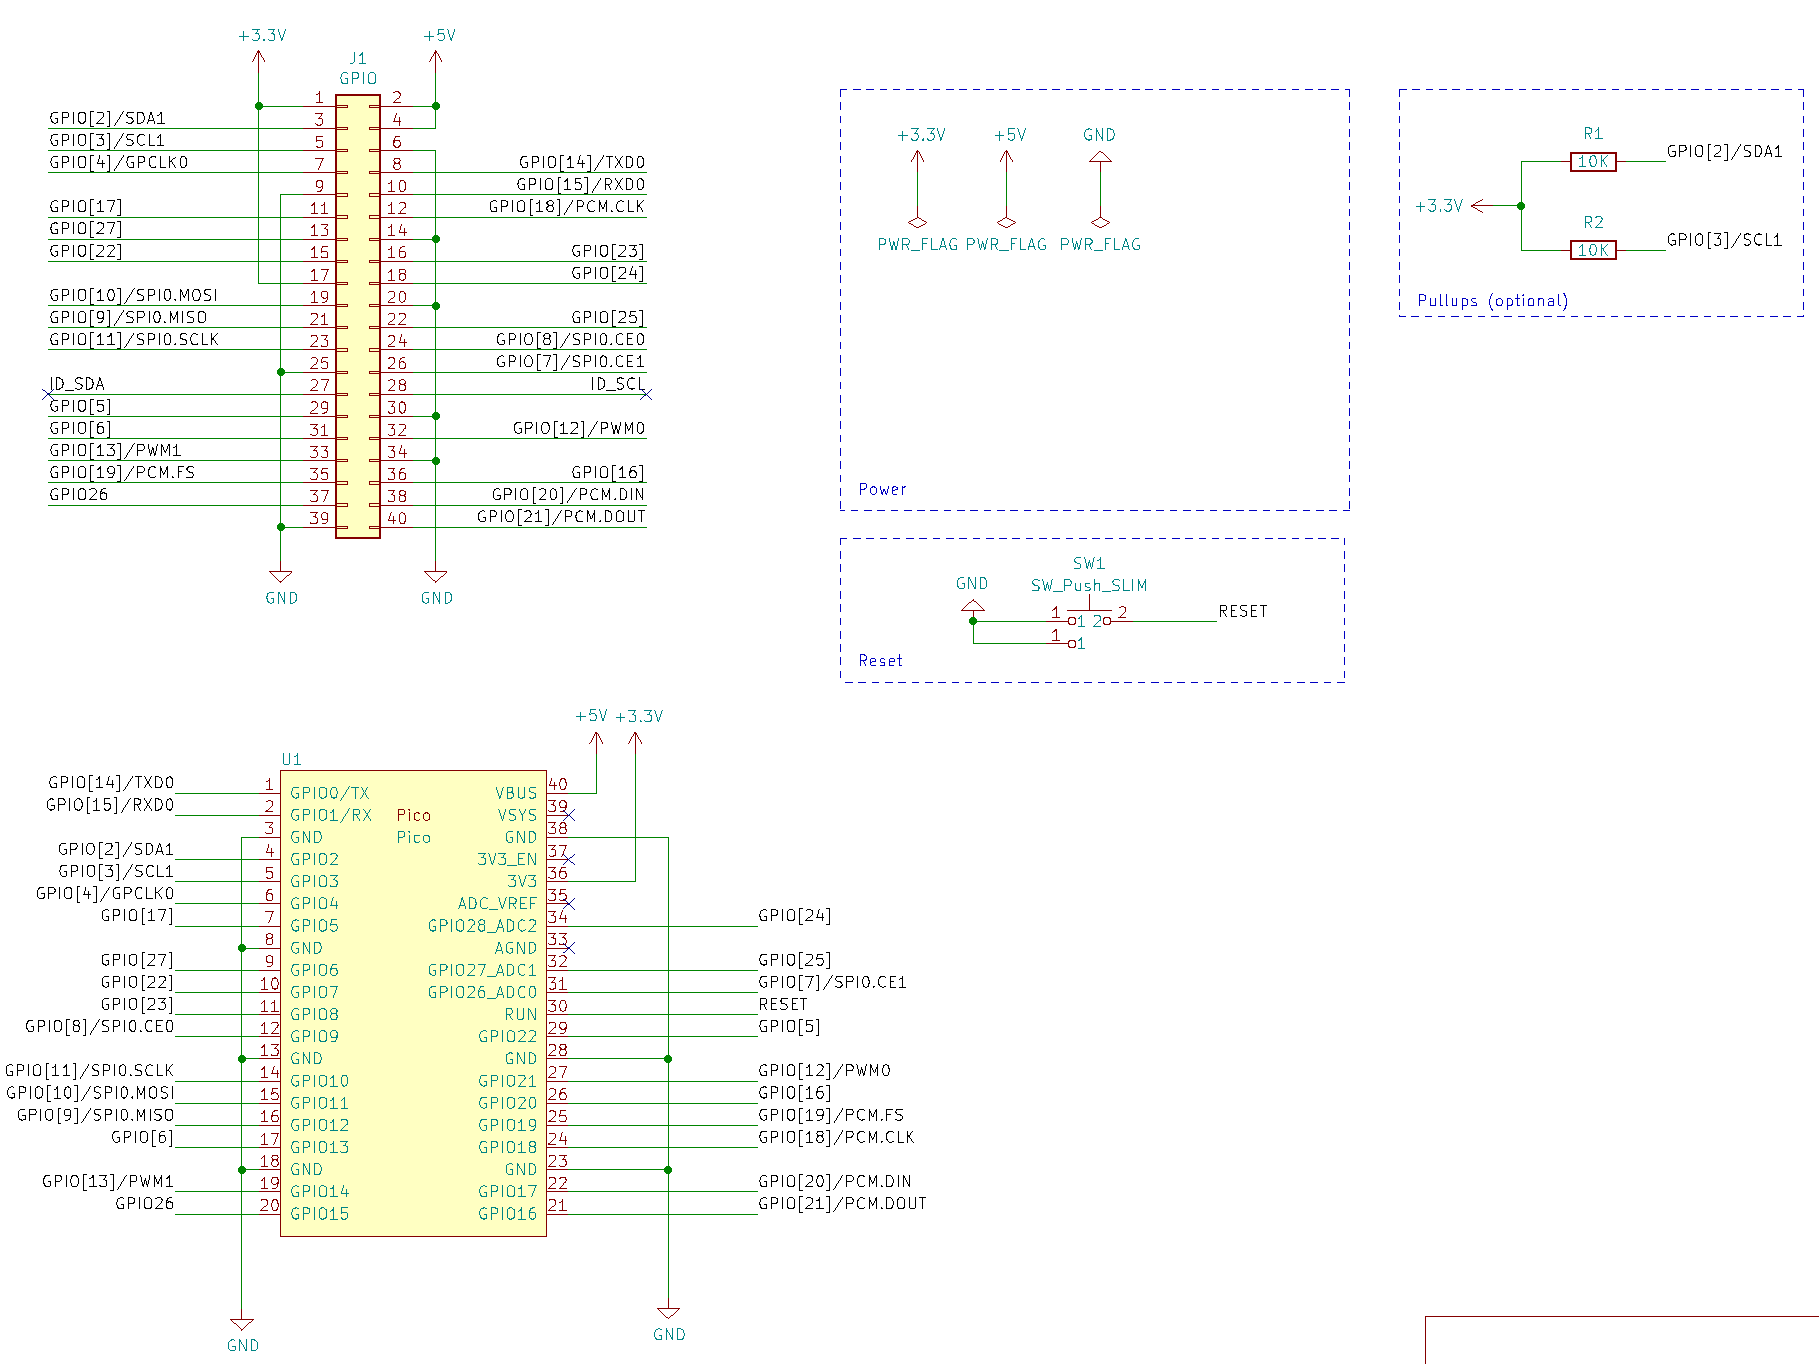 +3.3V
+5V
J1
GPIO
1 2
GPIO[2]/SDA1 3 4
GPIO[3]/SCL1 5 6
GPIO[4]/GPCLK0 7 8 GPIO[14]/TXD0
9 10 GPIO[15]/RXD0
GPIO[17] 11 12 GPIO[18]/PCM.CLK
GPIO[27] 13 14
GPIO[22] 15 16 GPIO[23]
17 18 GPIO[24]
GPIO[10]/SPI0.MOSI 19 20
GPIO[9]/SPI0.MISO 21 22 GPIO[25]
GPIO[11]/SPI0.SCLK 23 24 GPIO[8]/SPI0.CE0
25 26 GPIO[7]/SPI0.CE1
ID_SDA 27 28 ID_SCL
GPIO[5] 29 30
GPIO[6] 31 32 GPIO[12]/PWM0
GPIO[13]/PWM1 33 34
GPIO[19]/PCM.FS 35 36 GPIO[16]
GPIO26 37 38 GPIO[20]/PCM.DIN
39 40 GPIO[21]/PCM.DOUT
GND GND
+3.3V +5V GND
PWR_FLAG PWR_FLAG PWR_FLAG
Power
R1
10K GPIO[2]/SDA1
+3.3V
R2
10K GPIO[3]/SCL1
Pullups (optional)
SW1
GND SW_Push_SLIM
1 1 2 2 RESET
1 1
Reset
+5V +3.3V
U1
GPIO[14]/TXD0 1 GPIO0/TX VBUS 40
GPIO[15]/RXD0 2 GPIO1/RX Pico VSYS 39
3 GND Pico GND 38
GPIO[2]/SDA1 4 GPIO2 3V3_EN 37
GPIO[3]/SCL1 5 GPIO3 3V3 36
GPIO[4]/GPCLK0 6 GPIO4 ADC_VREF 35
GPIO[17] 7 GPIO5 GPIO28_ADC2 34 GPIO[24]
8 GND AGND 33
GPIO[27] 9 GPIO6 GPIO27_ADC1 32 GPIO[25]
GPIO[22] 10 GPIO7 GPIO26_ADC0 31 GPIO[7]/SPI0.CE1
GPIO[23] 11 GPIO8 RUN 30 RESET
GPIO[8]/SPI0.CE0 12 GPIO9 GPIO22 29 GPIO[5]
13 GND GND 28
GPIO[11]/SPI0.SCLK 14 GPIO10 GPIO21 27 GPIO[12]/PWM0
GPIO[10]/SPI0.MOSI 15 GPIO11 GPIO20 26 GPIO[16]
GPIO[9]/SPI0.MISO 16 GPIO12 GPIO19 25 GPIO[19]/PCM.FS
GPIO[6] 17 GPIO13 GPIO18 24 GPIO[18]/PCM.CLK
18 GND GND 23
GPIO[13]/PWM1 19 GPIO14 GPIO17 22 GPIO[20]/PCM.DIN
GPIO26 20 GPIO15 GPIO16 21 GPIO[21]/PCM.DOUT
GND GND